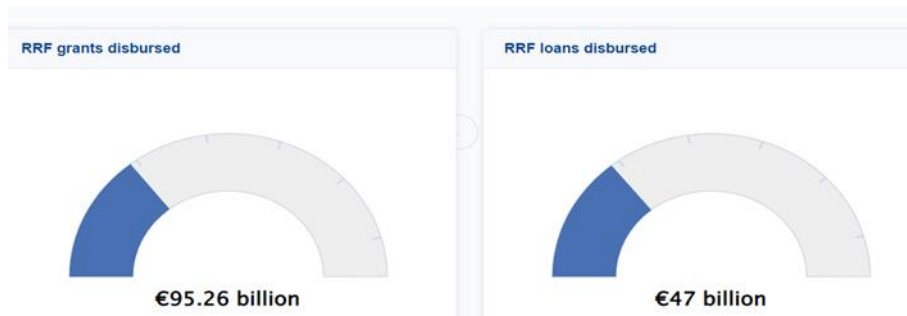 RRF grants disbursed
RRF loans disbursed
€95.26 billion
€47 billion